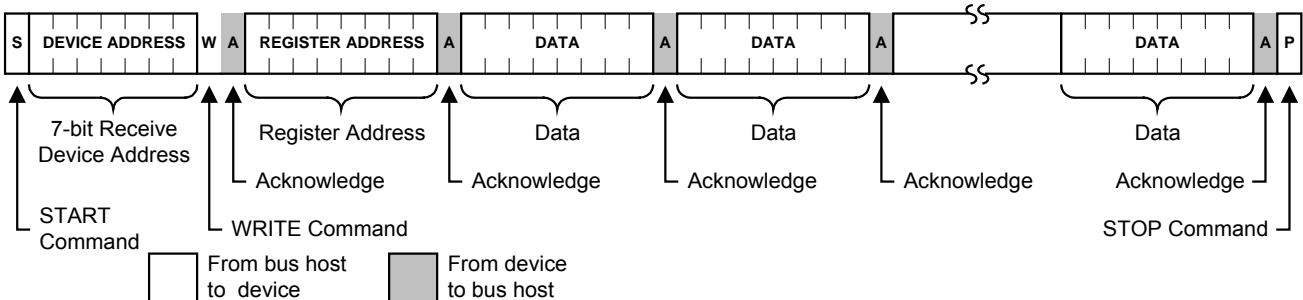 S DEVICE ADDRESS W A REGISTER ADDRESS A DATA A DATA A DATA A P
7-bit Receive
Device Address
Register Address
Data
Data
Data
Acknowledge
Acknowledge
Acknowledge
Acknowledge
Acknowledge
START
Command
WRITE Command
STOP Command
From bus host
to device
From device
to bus host